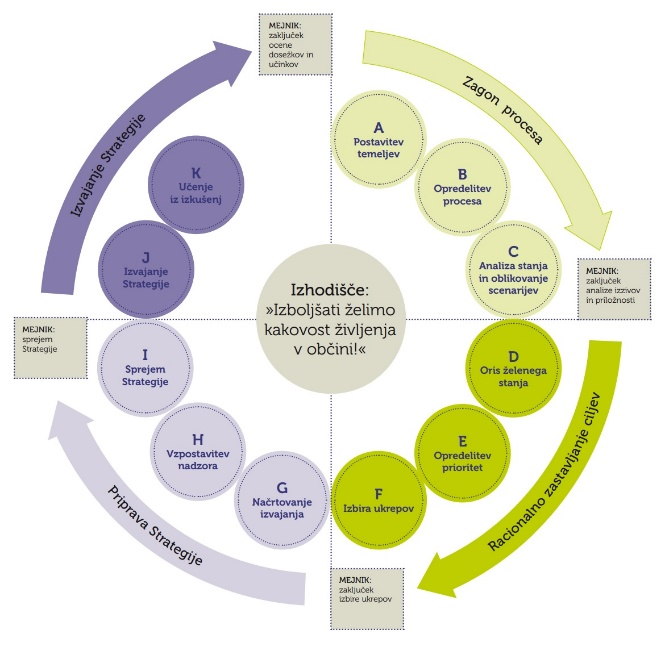 MEJNIK:
zaključek
ocene
dosežkov in
učinkov
Zagon procesa
A
Postavitev
temeljev
B
Opredelitev
procesa
C
Analiza stanja
in oblikovanje
scenarijev
MEJNIK:
zaključek
analize izzivov
in priložnosti
Izhodišče:
»Izboljšati želimo
kakovost življenja
v občini!«
D
Oris želenega
stanja
E
Opredelitev
prioritet
F
Izbira ukrepov
Racionalno zastavljanje ciljev
MEJNIK:
zaključek
izbire ukrepov
G
Načrtovanje
izvajanja
H
Vzpostavitev
nadzora
I
Sprejem
Strategije
Priprava Strategije
MEJNIK:
sprejem
Strategije
J
Izvajanje
Strategije
K
Učenje
iz izkušenj
Izvajanje Strategije